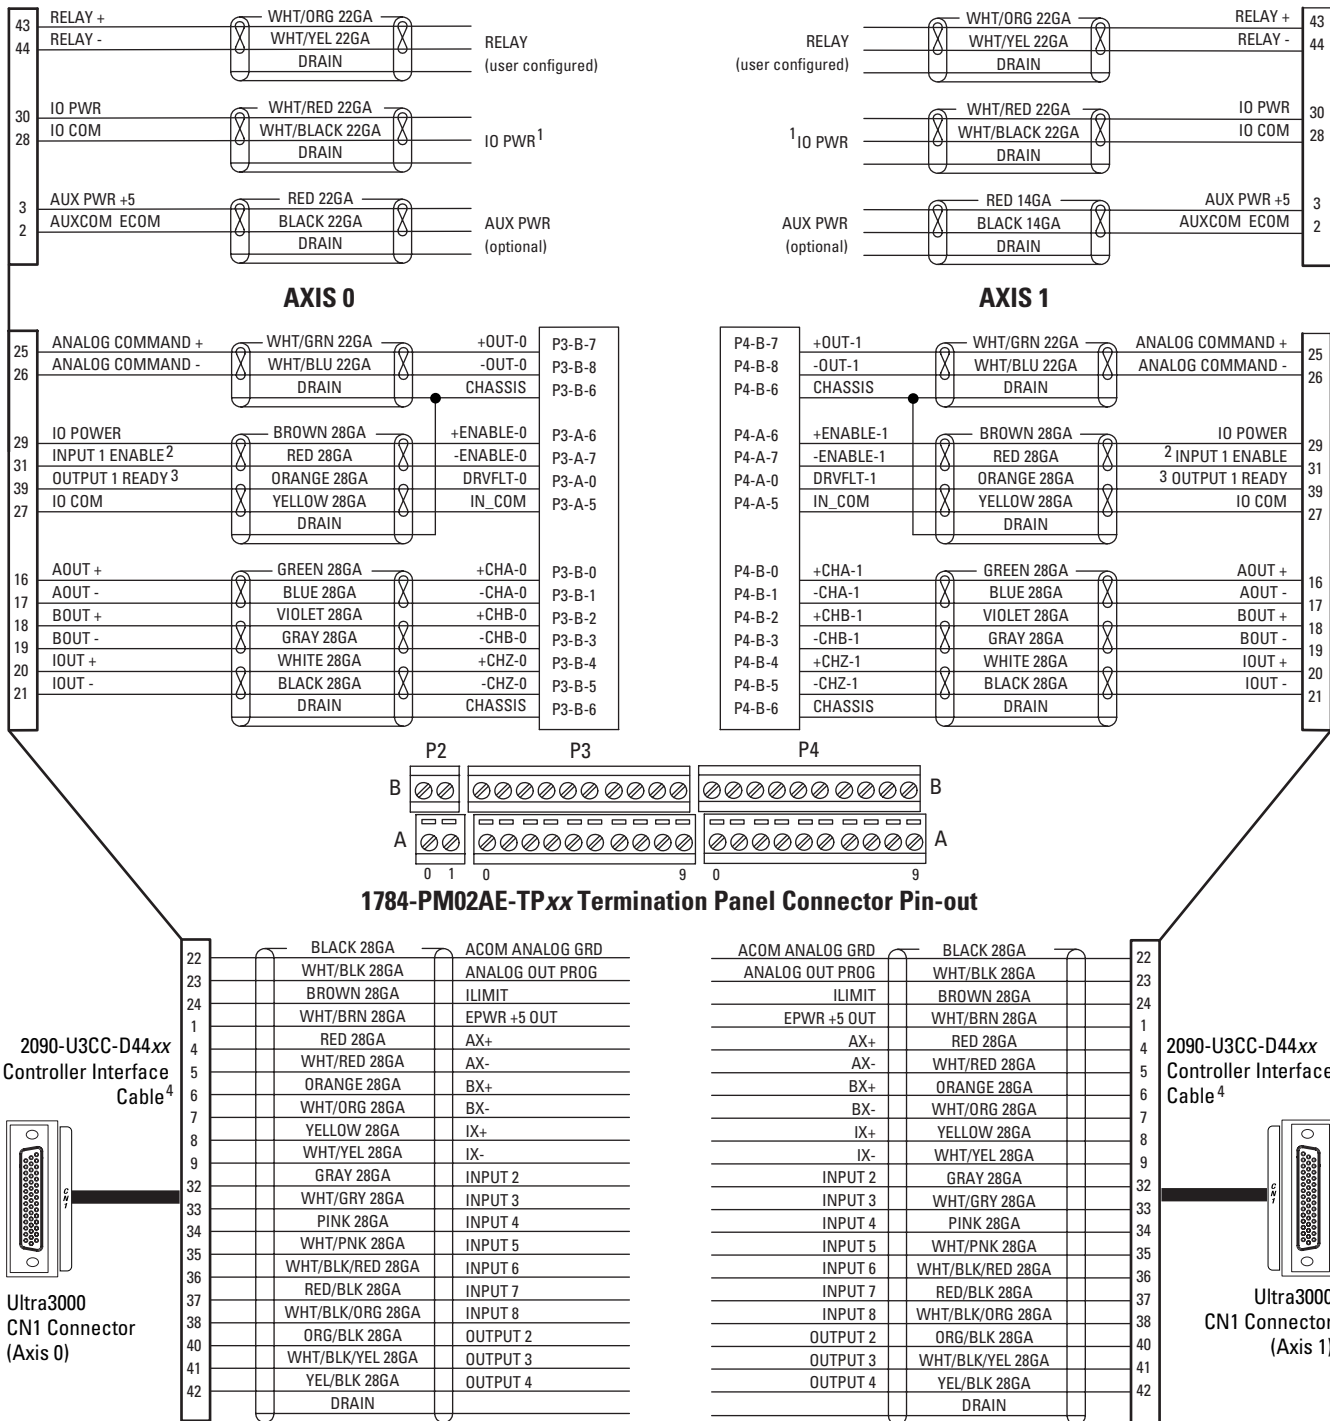 43 RELAY + WHT/ORG 22GA
44 RELAY - WHT/YEL 22GA RELAY
DRAIN (user configured)
30 IO PWR WHT/RED 22GA
28 IO COM WHT/BLACK 22GA IO PWR1
DRAIN
3 AUX PWR +5 RED 22GA
2 AUXCOM ECOM BLACK 22GA AUX PWR
DRAIN (optional)
WHT/ORG 22GA RELAY + 43
RELAY WHT/YEL 22GA RELAY - 44
(user configured) DRAIN
WHT/RED 22GA IO PWR 30
1IO PWR WHT/BLACK 22GA IO COM 28
DRAIN
RED 14GA AUX PWR +5 3
AUX PWR BLACK 14GA AUXCOM ECOM 2
(optional) DRAIN
AXIS 0
25 ANALOG COMMAND + WHT/GRN 22GA +OUT-0 P3-B-7
26 ANALOG COMMAND - WHT/BLU 22GA -OUT-0 P3-B-8
DRAIN CHASSIS P3-B-6
29 IO POWER BROWN 28GA +ENABLE-0 P3-A-6
31 INPUT 1 ENABLE2 RED 28GA -ENABLE-0 P3-A-7
39 OUTPUT 1 READY3 ORANGE 28GA DRVFLT-0 P3-A-0
27 IO COM YELLOW 28GA IN_COM P3-A-5
DRAIN
16 AOUT + GREEN 28GA +CHA-0 P3-B-0
17 AOUT - BLUE 28GA -CHA-0 P3-B-1
18 BOUT + VIOLET 28GA +CHB-0 P3-B-2
19 BOUT - GRAY 28GA -CHB-0 P3-B-3
20 IOUT + WHITE 28GA +CHZ-0 P3-B-4
21 IOUT - BLACK 28GA -CHZ-0 P3-B-5
DRAIN CHASSIS P3-B-6
AXIS 1
P4-B-7 +OUT-1 WHT/GRN 22GA ANALOG COMMAND + 25
P4-B-8 -OUT-1 WHT/BLU 22GA ANALOG COMMAND - 26
P4-B-6 CHASSIS DRAIN
P4-A-6 +ENABLE-1 BROWN 28GA IO POWER 29
P4-A-7 -ENABLE-1 RED 28GA 2 INPUT 1 ENABLE 31
P4-A-0 DRVFLT-1 ORANGE 28GA 3 OUTPUT 1 READY 39
P4-A-5 IN_COM YELLOW 28GA IO COM 27
DRAIN
P4-B-0 +CHA-1 GREEN 28GA AOUT + 16
P4-B-1 -CHA-1 BLUE 28GA AOUT - 17
P4-B-2 +CHB-1 VIOLET 28GA BOUT + 18
P4-B-3 -CHB-1 GRAY 28GA BOUT - 19
P4-B-4 +CHZ-1 WHITE 28GA IOUT + 20
P4-B-5 -CHZ-1 BLACK 28GA IOUT - 21
P4-B-6 CHASSIS DRAIN
P2 P3 P4
B B
A A
0 1 0 9 0 9
1784-PM02AE-TPxx Termination Panel Connector Pin-out
22 BLACK 28GA ACOM ANALOG GRD
23 WHT/BLK 28GA ANALOG OUT PROG
24 BROWN 28GA ILIMIT
1 WHT/BRN 28GA EPWR +5 OUT
4 RED 28GA AX+
5 WHT/RED 28GA AX-
6 ORANGE 28GA BX+
7 WHT/ORG 28GA BX-
8 YELLOW 28GA IX+
9 WHT/YEL 28GA IX-
32 GRAY 28GA INPUT 2
33 WHT/GRY 28GA INPUT 3
34 PINK 28GA INPUT 4
35 WHT/PNK 28GA INPUT 5
36 WHT/BLK/RED 28GA INPUT 6
37 RED/BLK 28GA INPUT 7
38 WHT/BLK/ORG 28GA INPUT 8
40 ORG/BLK 28GA OUTPUT 2
41 WHT/BLK/YEL 28GA OUTPUT 3
42 YEL/BLK 28GA OUTPUT 4
DRAIN
2090-U3CC-D44xx
Controller Interface
Cable4
CN1
Ultra3000
CN1 Connector
(Axis 0)
ACOM ANALOG GRD BLACK 28GA 22
ANALOG OUT PROG WHT/BLK 28GA 23
ILIMIT BROWN 28GA 24
EPWR +5 OUT WHT/BRN 28GA 1
AX+ RED 28GA 4
AX- WHT/RED 28GA 5
BX+ ORANGE 28GA 6
BX- WHT/ORG 28GA 7
IX+ YELLOW 28GA 8
IX- WHT/YEL 28GA 9
INPUT 2 GRAY 28GA 32
INPUT 3 WHT/GRY 28GA 33
INPUT 4 PINK 28GA 34
INPUT 5 WHT/PNK 28GA 35
INPUT 6 WHT/BLK/RED 28GA 36
INPUT 7 RED/BLK 28GA 37
INPUT 8 WHT/BLK/ORG 28GA 38
OUTPUT 2 ORG/BLK 28GA 40
OUTPUT 3 WHT/BLK/YEL 28GA 41
OUTPUT 4 YEL/BLK 28GA 42
DRAIN
2090-U3CC-D44xx
Controller Interface
Cable4
CN1
Ultra3000
CN1 Connector
(Axis 1)